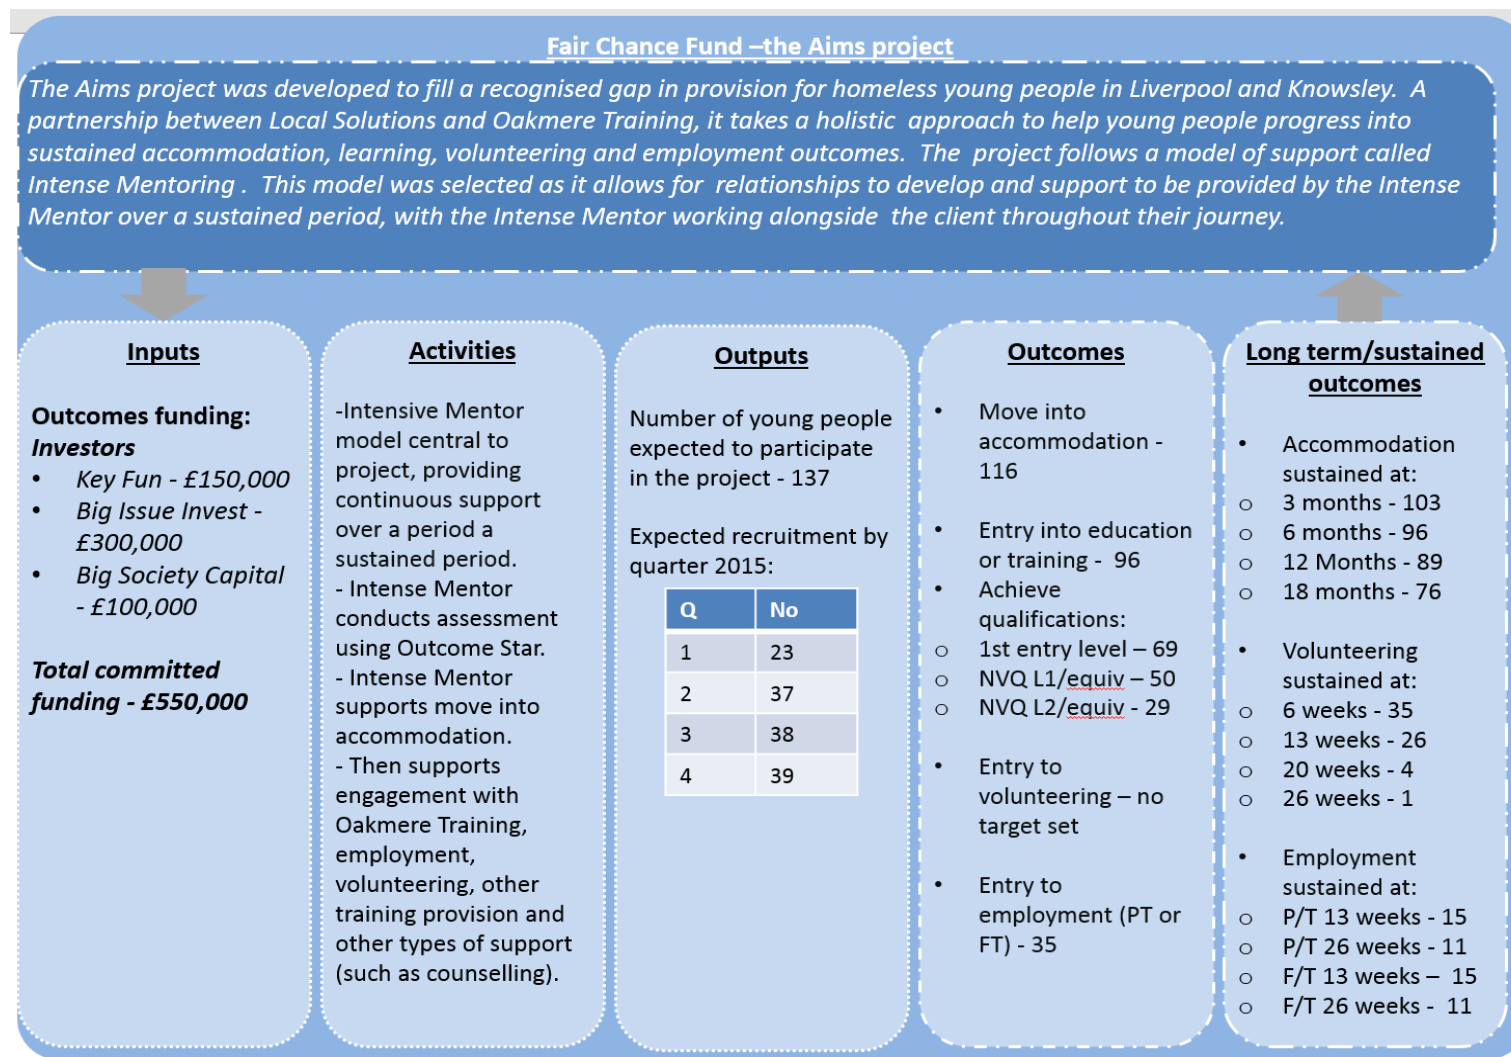 Fair Chance Fund –the Aims project
The Aims project was developed to fill a recognised gap in provision for homeless young people in Liverpool and Knowsley. A
partnership between Local Solutions and Oakmere Training, it takes a holistic approach to help young people progress into
sustained accommodation, learning, volunteering and employment outcomes. The project follows a model of support called
Intense Mentoring . This model was selected as it allows for relationships to develop and support to be provided by the Intense
Mentor over a sustained period, with the Intense Mentor working alongside the client throughout their journey.
Inputs
Outcomes funding:
Investors
• Key Fun - £150,000
• Big Issue Invest -
£300,000
• Big Society Capital
- £100,000
Total committed
funding - £550,000
Activities
-Intensive Mentor
model central to
project, providing
continuous support
over a period a
sustained period.
- Intense Mentor
conducts assessment
using Outcome Star.
- Intense Mentor
supports move into
accommodation.
- Then supports
engagement with
Oakmere Training,
employment,
volunteering, other
training provision and
other types of support
(such as counselling).
Outputs
Number of young people
expected to participate
in the project - 137
Expected recruitment by
quarter 2015:
Q No
1 23
2 37
3 38
4 39
Outcomes
• Move into
accommodation -
116
• Entry into education
or training - 96
• Achieve
qualifications:
o 1st entry level – 69
o NVQ L1/equiv – 50
o NVQ L2/equiv - 29
• Entry to
volunteering – no
target set
• Entry to
employment (PT or
FT) - 35
Long term/sustained
outcomes
• Accommodation
sustained at:
o 3 months - 103
o 6 months - 96
o 12 Months - 89
o 18 months - 76
• Volunteering
sustained at:
o 6 weeks - 35
o 13 weeks - 26
o 20 weeks - 4
o 26 weeks - 1
• Employment
sustained at:
o P/T 13 weeks - 15
o P/T 26 weeks - 11
o F/T 13 weeks – 15
o F/T 26 weeks - 11